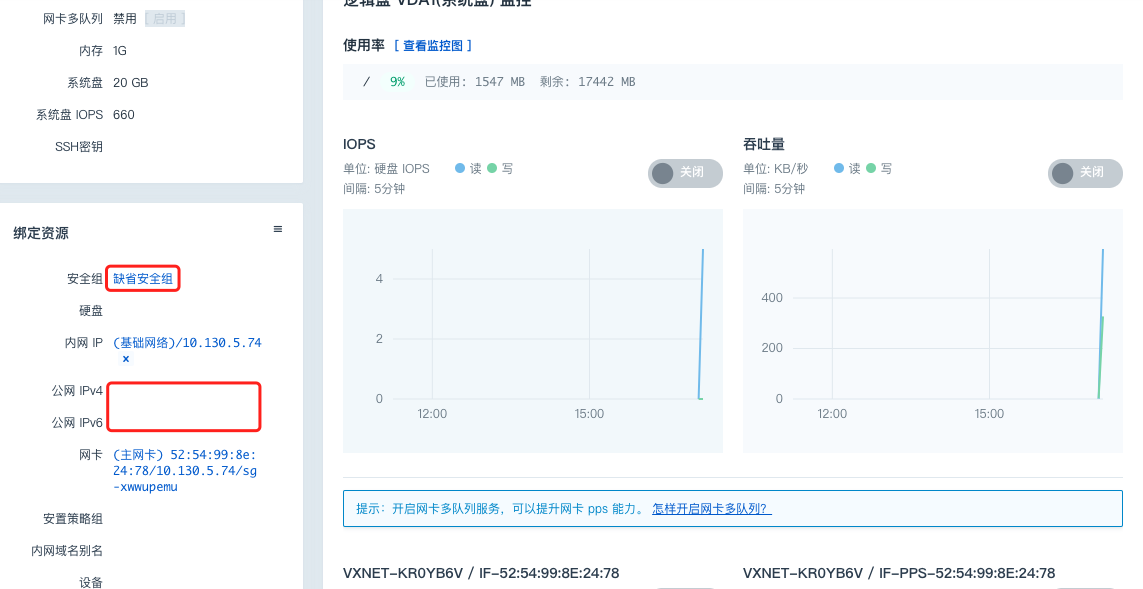 网卡多队列 禁用 [ 启用 ]
内存 1G
系统盘 20 GB
系统盘 IOPS 660
SSH密钥
绑定资源 ≡
安全组 缺省安全组
硬盘
内网 IP (基础网络)/10.130.5.74
x
公网 IPv4
公网 IPv6
网卡 (主网卡) 52:54:99:8e:
24:78/10.130.5.74/sg
-xwwupemu
安置策略组
内网域名别名
设备
逻辑盘 VDA1(系统盘) 监控
使用率 [ 查看监控图 ]
/ 9% 已使用: 1547 MB 剩余: 17442 MB
IOPS
单位: 硬盘 IOPS 读 写
间隔: 5分钟
关闭
4
2
0
12:00 15:00
吞吐量
单位: KB/秒 读 写
间隔: 5分钟
关闭
400
200
0
12:00 15:00
提示: 开启网卡多队列服务, 可以提升网卡 pps 能力。 怎样开启网卡多队列?
VXNET-KR0YB6V / IF-52:54:99:8E:24:78
VXNET-KR0YB6V / IF-PPS-52:54:99:8E:24:78